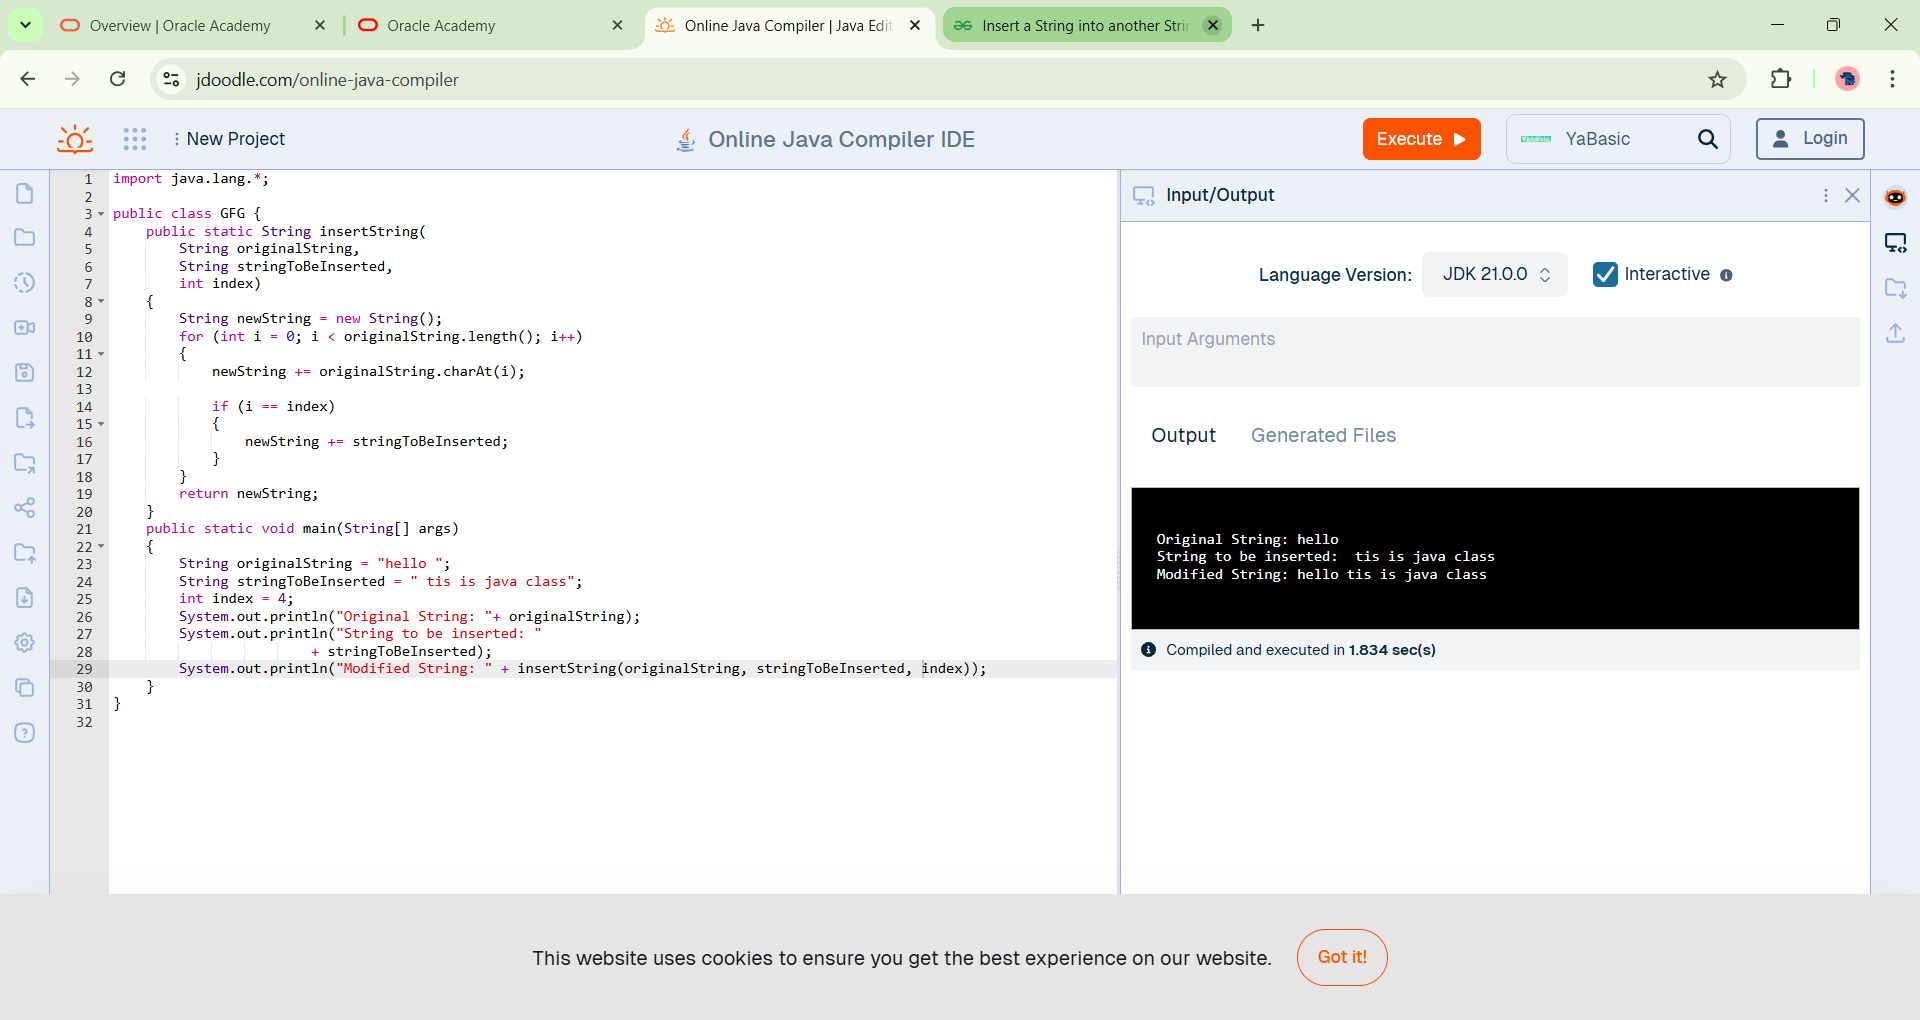 Overview | Oracle Academy
Oracle Academy
Online Java Compiler | Java Edit
Insert a String into another Strin
jdoodle.com/online-java-compiler
New Project
Online Java Compiler IDE
Execute
YaBasic
Login
1 import java.lang.*;
2
3 public class GFG {
4 public static String insertString(
5 String originalString,
6 String stringToBeInserted,
7 int index)
8 {
9 String newString = new String();
10 for (int i = 0; i < originalString.length(); i++)
11 {
12 newString += originalString.charAt(i);
13
14 if (i == index)
15 {
16 newString += stringToBeInserted;
17 }
18 }
19 return newString;
20 }
21 public static void main(String[] args)
22 {
23 String originalString = "hello ";
24 String stringToBeInserted = " tis is java class";
25 int index = 4;
26 System.out.println("Original String: "+ originalString);
27 System.out.println("String to be inserted: "
28 + stringToBeInserted);
29 System.out.println("Modified String: " + insertString(originalString, stringToBeInserted, index));
30 }
31 }
32
Input/Output
Language Version: JDK 21.0.0 Interactive
Input Arguments
Output Generated Files
Original String: hello
String to be inserted:  tis is java class
Modified String: hello tis is java class
Compiled and executed in 1.834 sec(s)
This website uses cookies to ensure you get the best experience on our website. Got it!